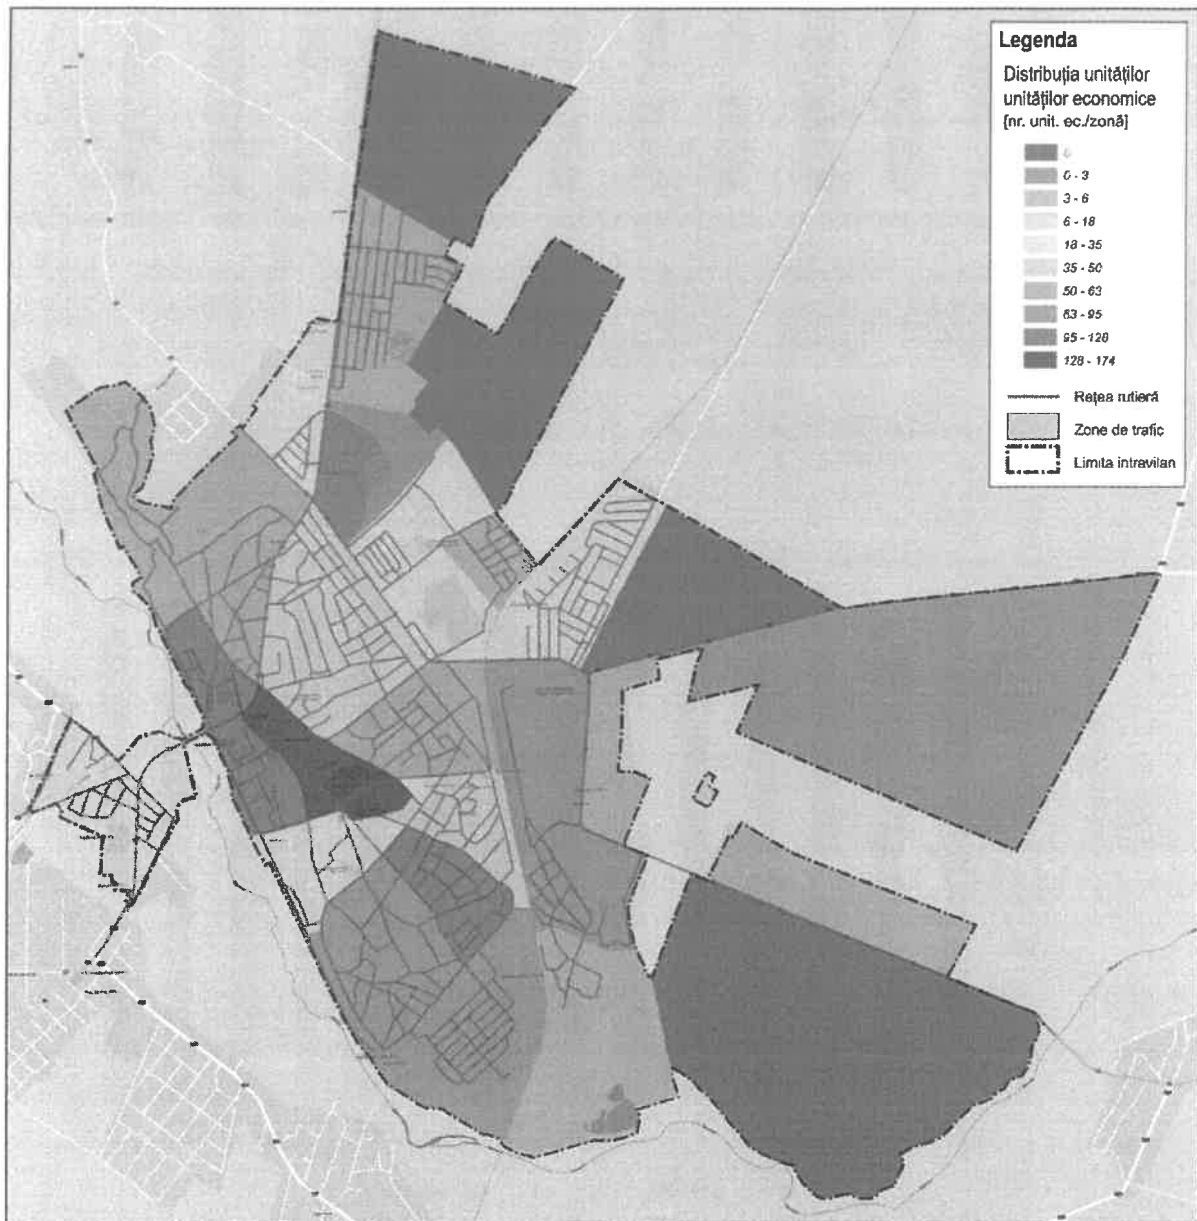 Legenda
Distribuția unităților
unităților economice
[nr. unit. ec./zonă]
0 - 3
3 - 6
6 - 18
18 - 35
35 - 50
50 - 63
63 - 95
95 - 128
128 - 174
Rețea rutieră
Zone de trafic
Limita intravilan